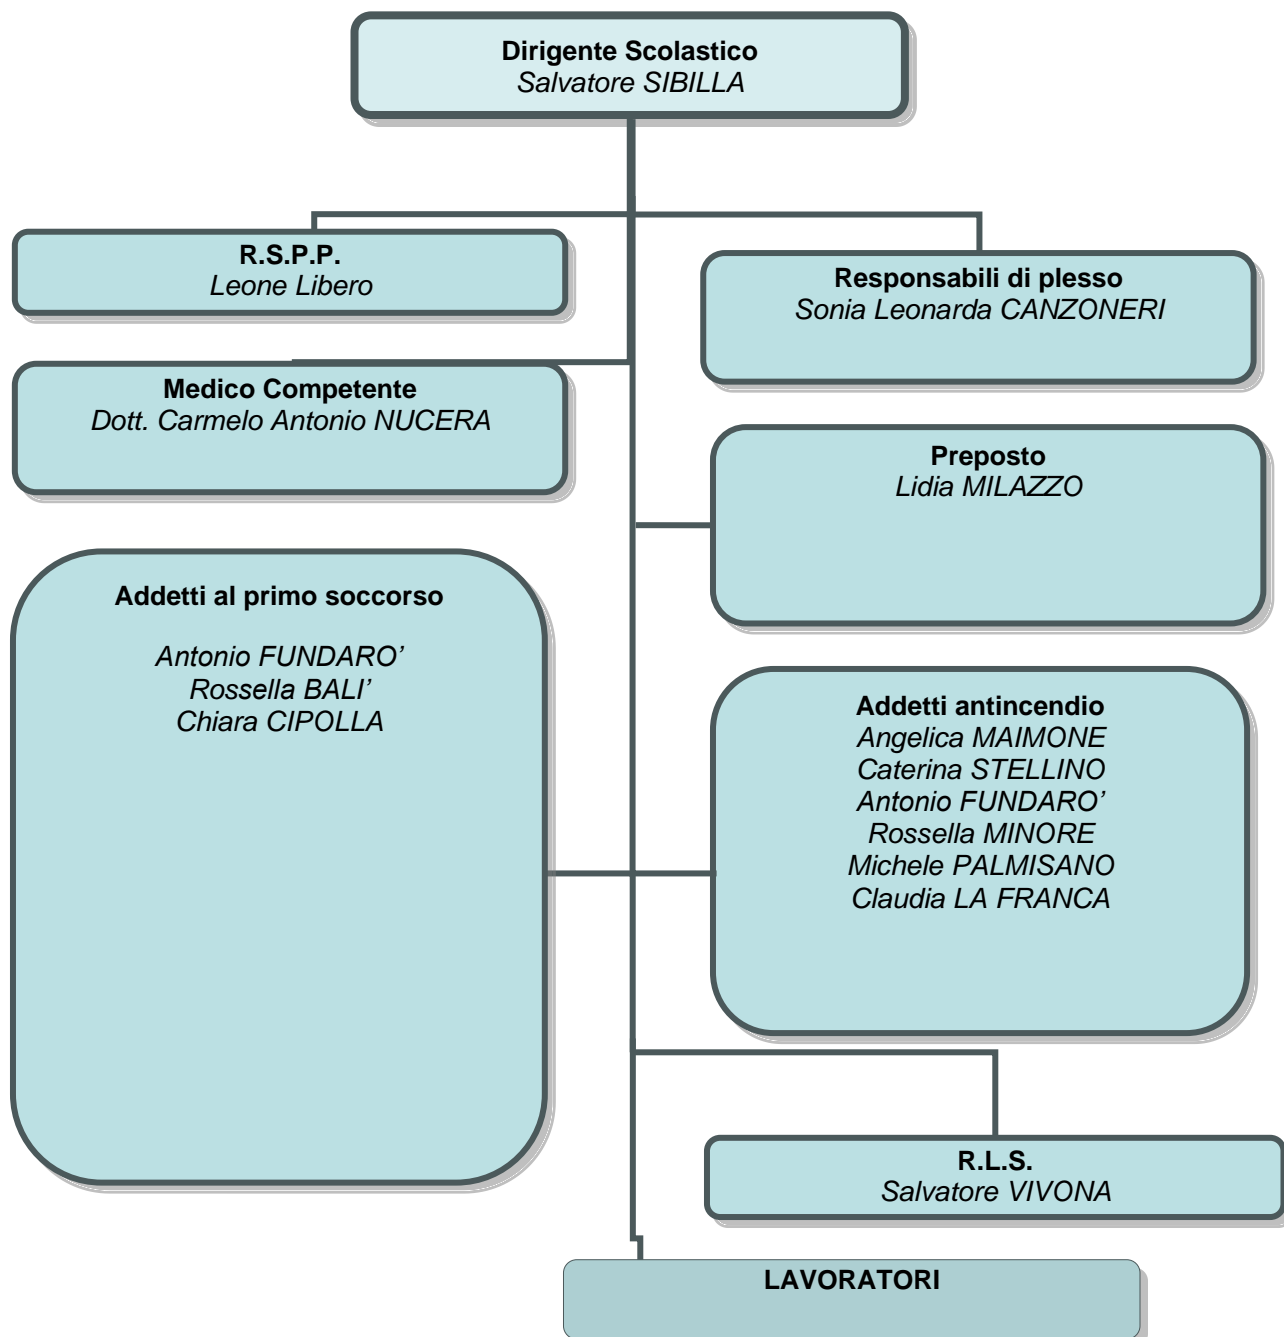 Dirigente Scolastico
Salvatore SIBILLA
R.S.P.P.
Leone Libero
Responsabili di plesso
Sonia Leonarda CANZONERI
Medico Competente
Dott. Carmelo Antonio NUCERA
Preposto
Lidia MILAZZO
Addetti al primo soccorso
Antonio FUNDARO’
Rossella BALI’
Chiara CIPOLLA
Addetti antincendio
Angelica MAIMONE
Caterina STELLINO
Antonio FUNDARO’
Rossella MINORE
Michele PALMISANO
Claudia LA FRANCA
R.L.S.
Salvatore VIVONA
LAVORATORI